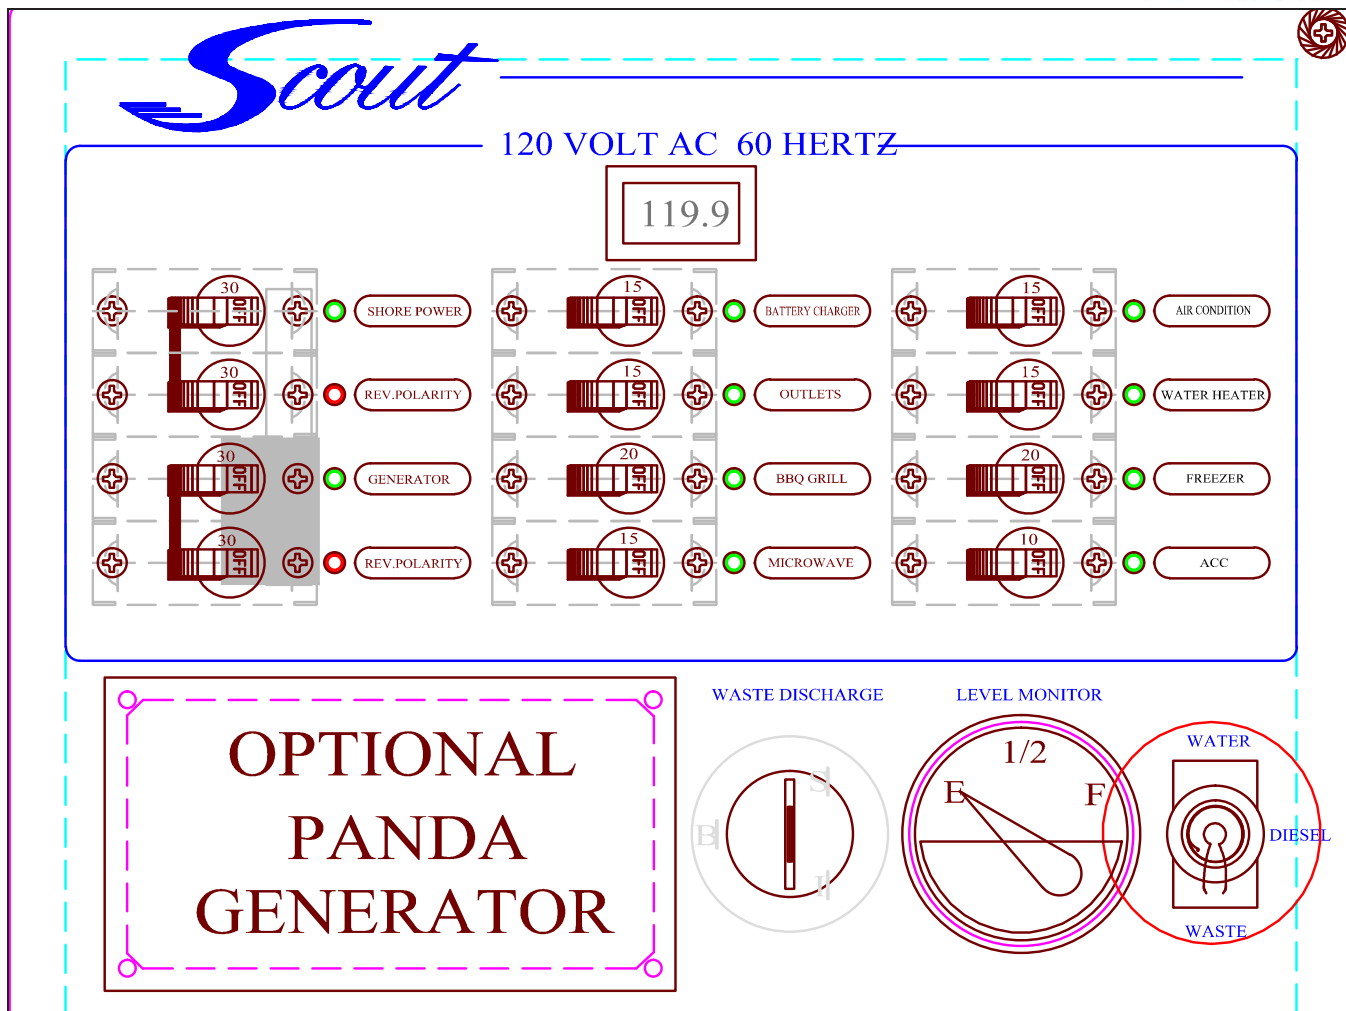 Scout
120 VOLT AC 60 HERTZ
119.9
30 OFF SHORE POWER 15 OFF BATTERY CHARGER 15 OFF AIR CONDITION
30 OFF REV.POLARITY 15 OFF OUTLETS 15 OFF WATER HEATER
30 OFF GENERATOR 20 OFF BBQ GRILL 20 OFF FREEZER
30 OFF REV.POLARITY 15 OFF MICROWAVE 10 OFF ACC
OPTIONAL
PANDA
GENERATOR
WASTE DISCHARGE
S
B
I
LEVEL MONITOR
1/2
E F
WATER
DIESEL
WASTE